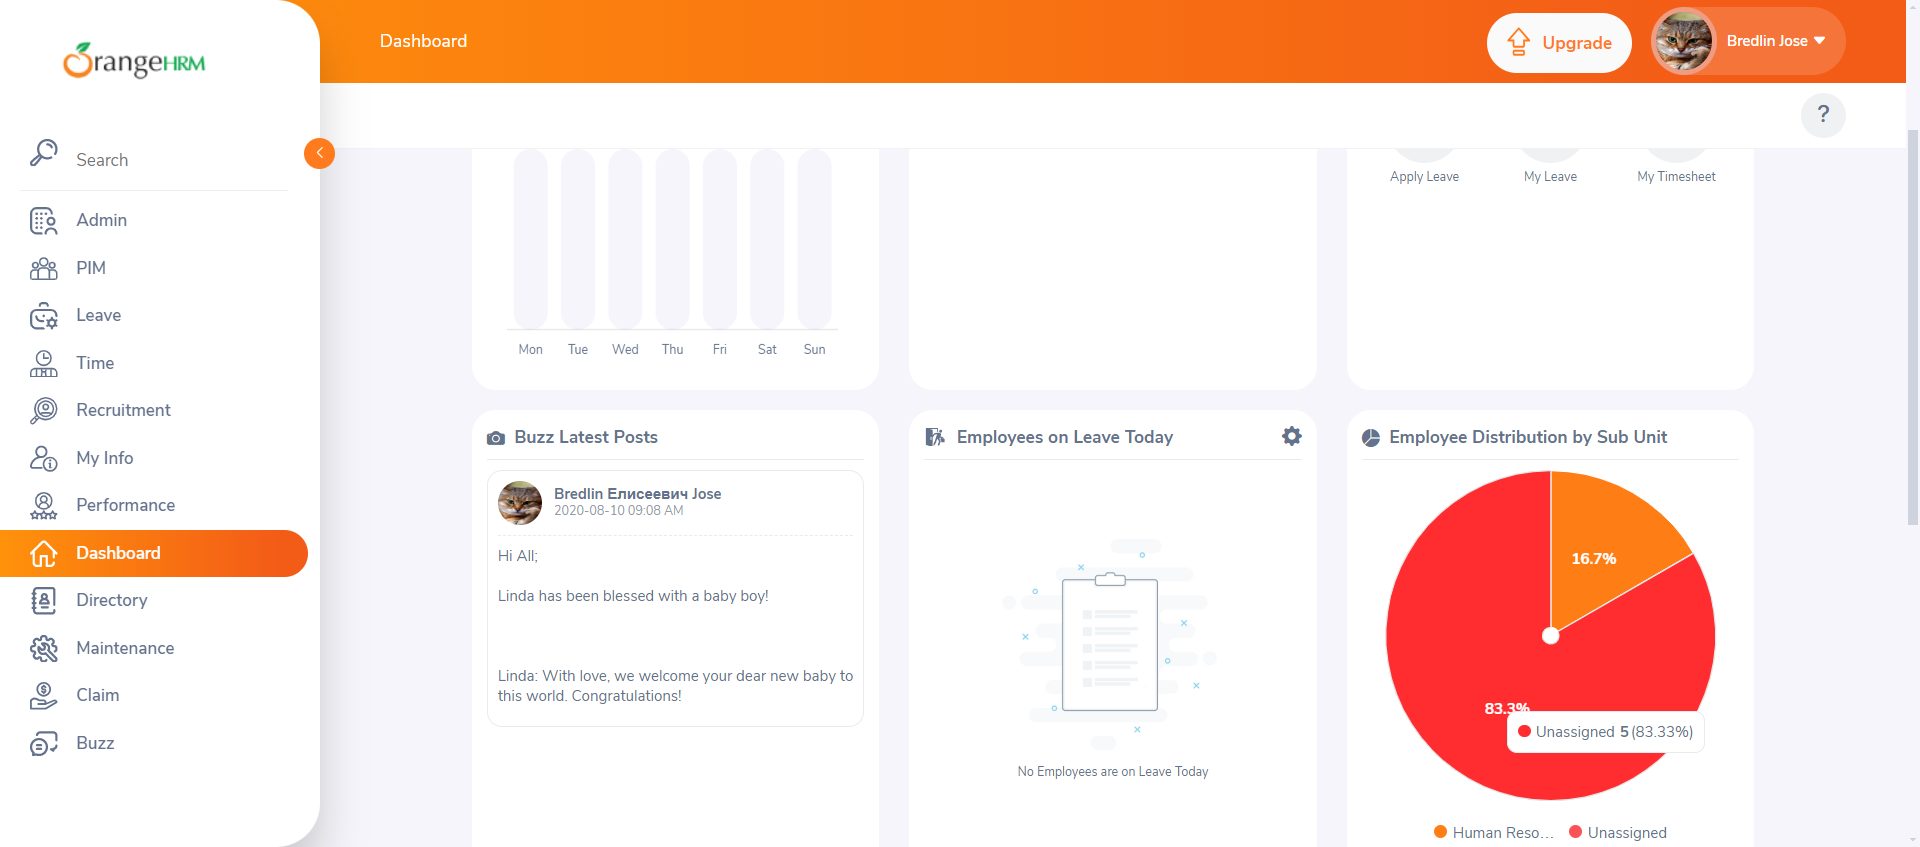 OrangeHRM
Dashboard
Upgrade
Bredlin Jose
?
Search
Admin
PIM
Leave
Time
Recruitment
My Info
Performance
Dashboard
Directory
Maintenance
Claim
Buzz
Mon Tue Wed Thu Fri Sat Sun
Apply Leave My Leave My Timesheet
Buzz Latest Posts
Bredlin Елисеевич Jose
2020-08-10 09:08 AM
Hi All;
Linda has been blessed with a baby boy!
Linda: With love, we welcome your dear new baby to
this world. Congratulations!
Employees on Leave Today
No Employees are on Leave Today
Employee Distribution by Sub Unit
16.7%
83.3%
Unassigned 5 (83.33%)
Human Reso... Unassigned